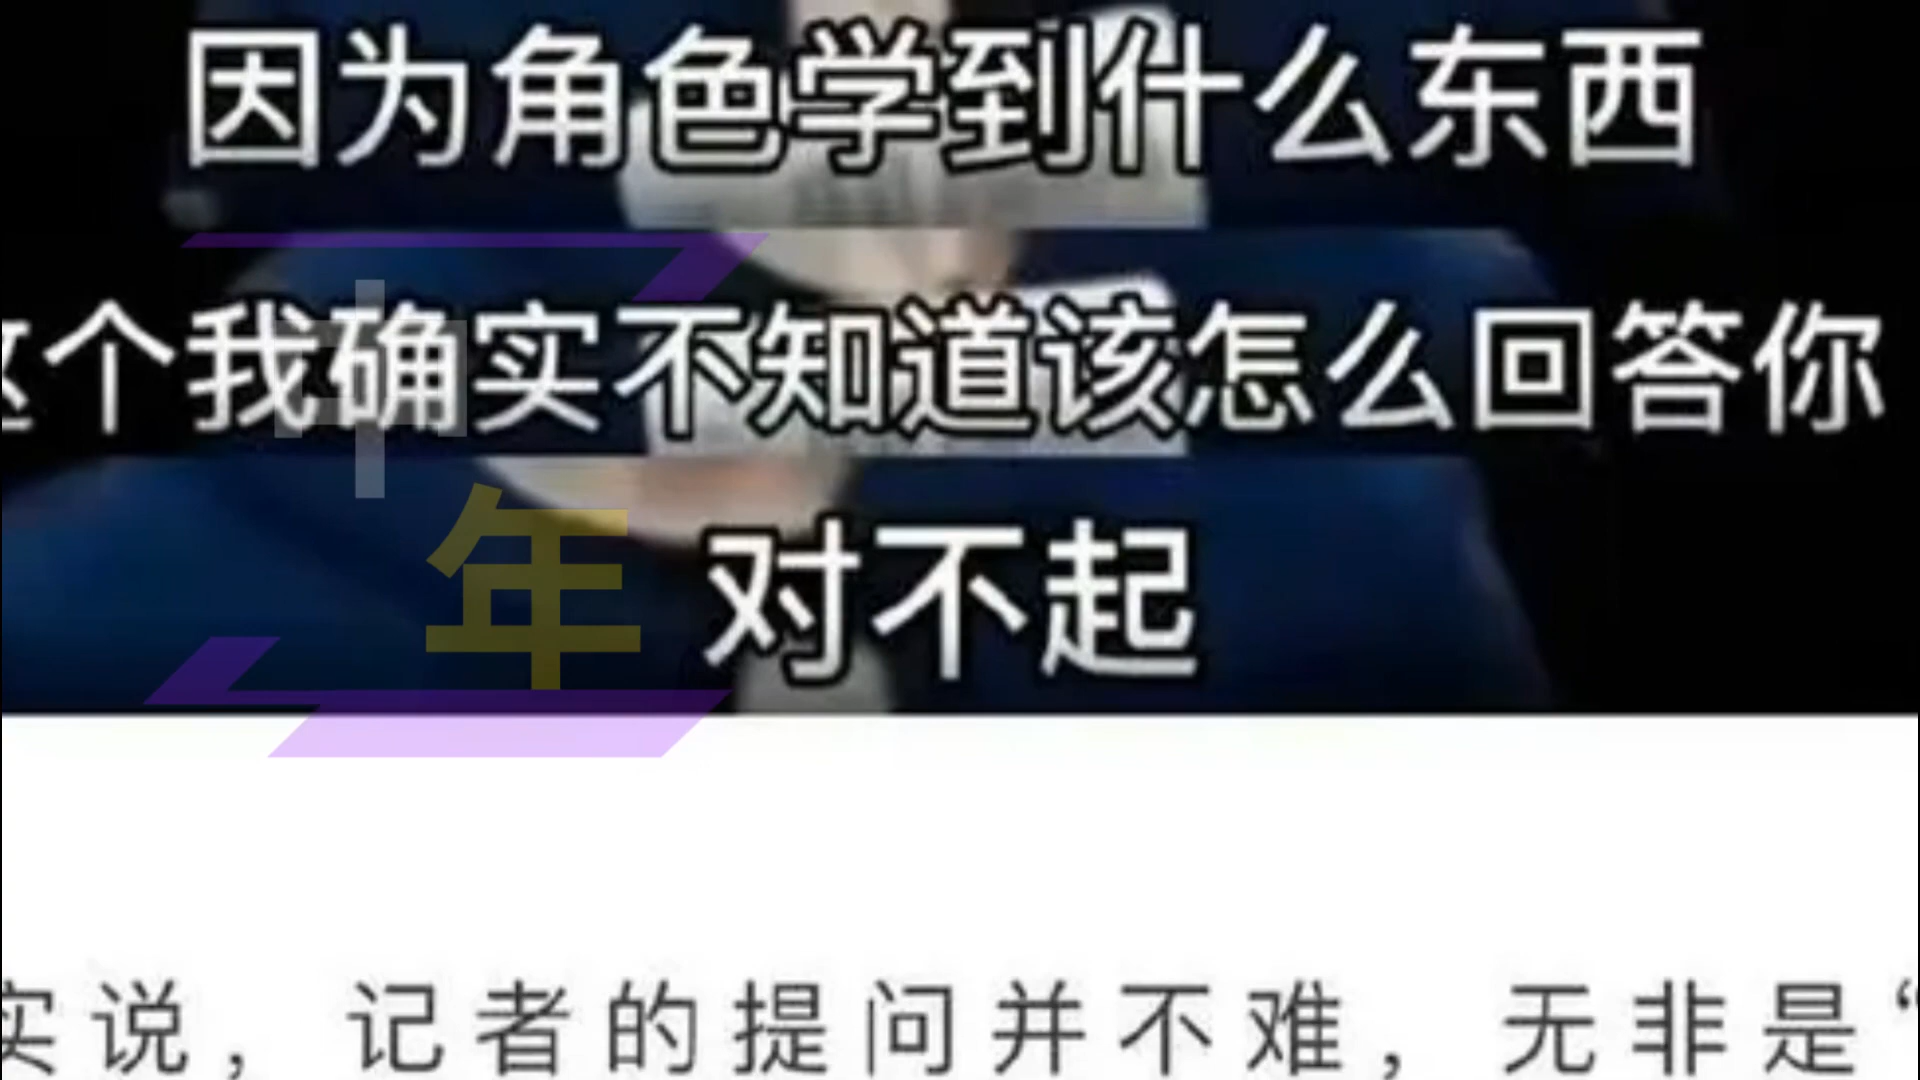 因为角色学到什么东西
这个我确实不知道该怎么回答你
对不起
中
年
实说，记者的提问并不难，无非是“